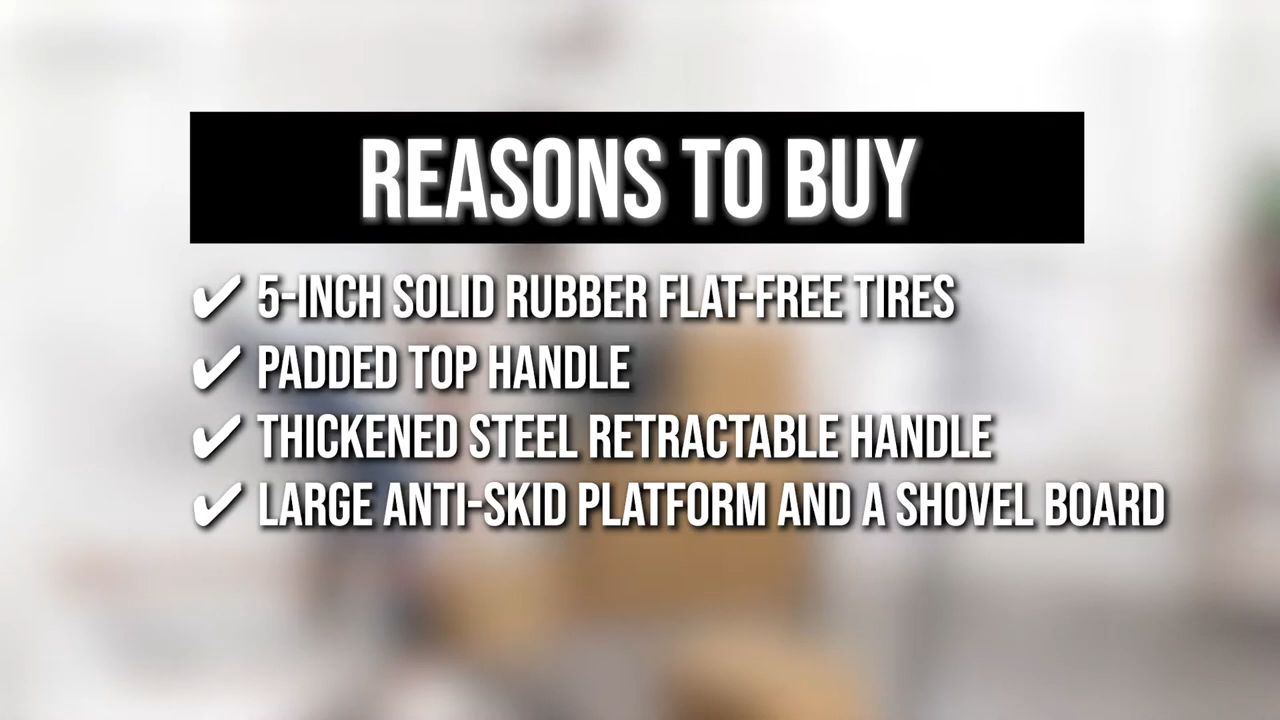 REASONS TO BUY
✔ 5-INCH SOLID RUBBER FLAT-FREE TIRES
✔ PADDED TOP HANDLE
✔ THICKENED STEEL RETRACTABLE HANDLE
✔ LARGE ANTI-SKID PLATFORM AND A SHOVEL BOARD